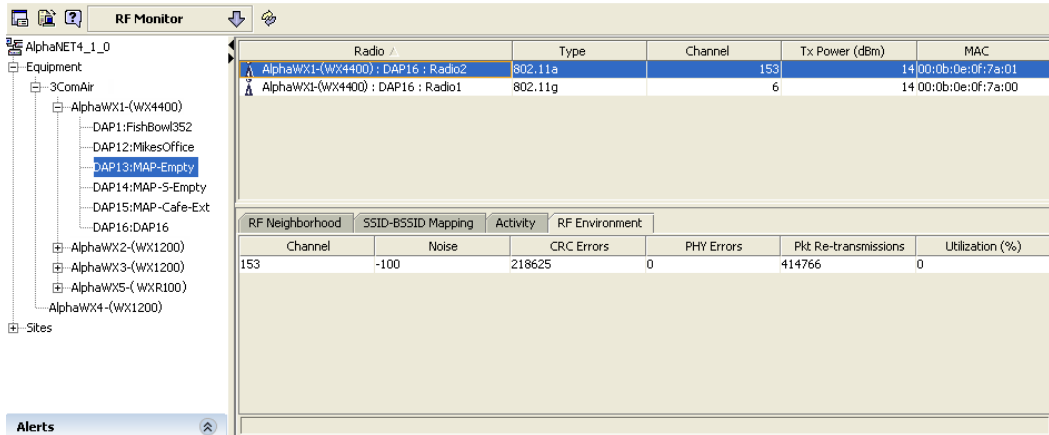 RF Monitor
AlphaNET4_1_0
Equipment
3ComAir
AlphaWX1-(WX4400)
DAP1:FishBowl352
DAP12:MikesOffice
DAP13:MAP-Empty
DAP14:MAP-S-Empty
DAP15:MAP-Cafe-Ext
DAP16:DAP16
AlphaWX2-(WX1200)
AlphaWX3-(WX1200)
AlphaWX5-( WXR100)
AlphaWX4-(WX1200)
Sites
Alerts
Radio Type Channel Tx Power (dBm) MAC
AlphaWX1-(WX4400) : DAP16 : Radio2 802.11a 153 14 00:0b:0e:0f:7a:01
AlphaWX1-(WX4400) : DAP16 : Radio1 802.11g 6 14 00:0b:0e:0f:7a:00
RF Neighborhood SSID-BSSID Mapping Activity RF Environment
Channel Noise CRC Errors PHY Errors Pkt Re-transmissions Utilization (%)
153 -100 218625 0 414766 0